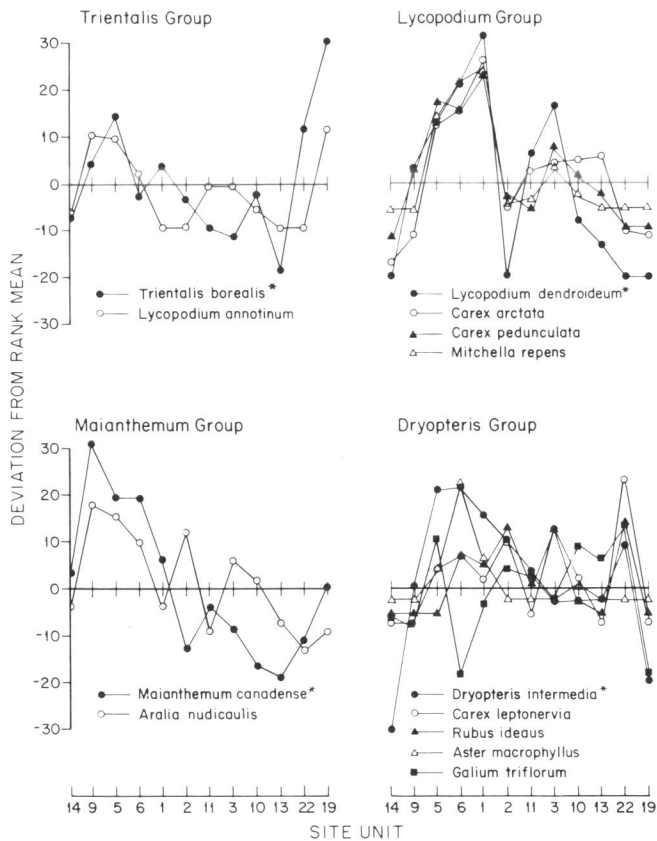 Trientalis Group
Lycopodium Group
30
20
10
0
-10
-20
-30
Trientalis borealis*
Lycopodium annotinum
Lycopodium dendroideum*
Carex arctata
Carex pedunculata
Mitchella repens
DEVIATION FROM RANK MEAN
Maianthemum Group
Dryopteris Group
30
20
10
0
-10
-20
-30
Maianthemum canadense*
Aralia nudicaulis
Dryopteris intermedia*
Carex leptonervia
Rubus ideaus
Aster macrophyllus
Galium triflorum
14 9 5 6 1 2 11 3 10 13 22 19
14 9 5 6 1 2 11 3 10 13 22 19
SITE UNIT